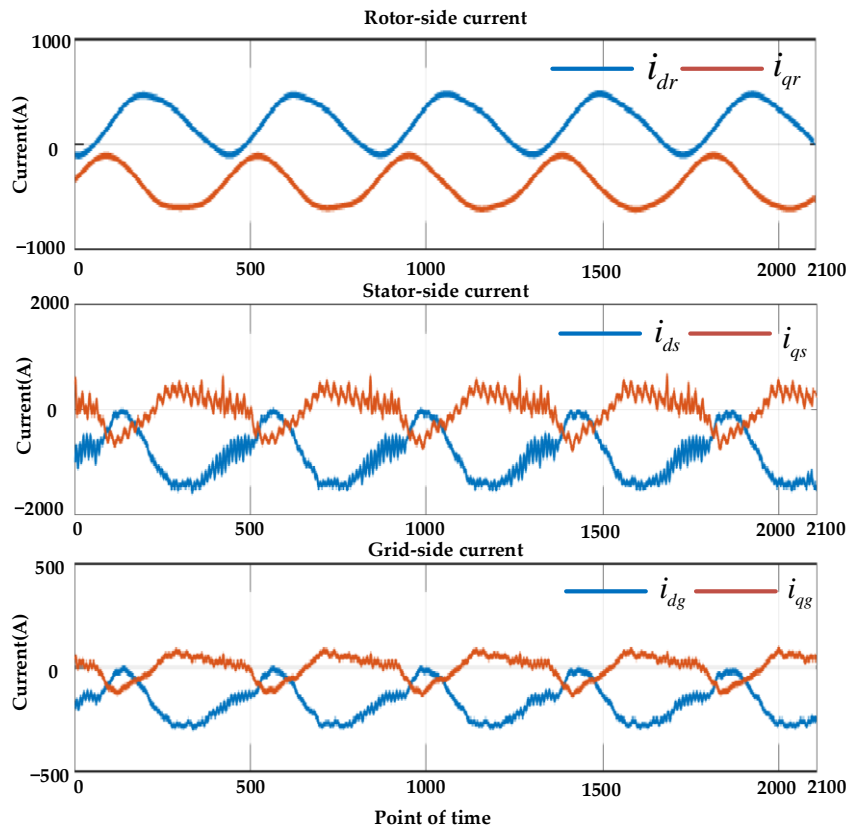 Rotor-side current
1000
i_dr i_qr
Current(A)
0
−1000
0 500 1000 1500 2000 2100
Stator-side current
2000
i_ds i_qs
Current(A)
0
−2000
0 500 1000 1500 2000 2100
Grid-side current
500
i_dg i_qg
Current(A)
0
−500
0 500 1000 1500 2000 2100
Point of time